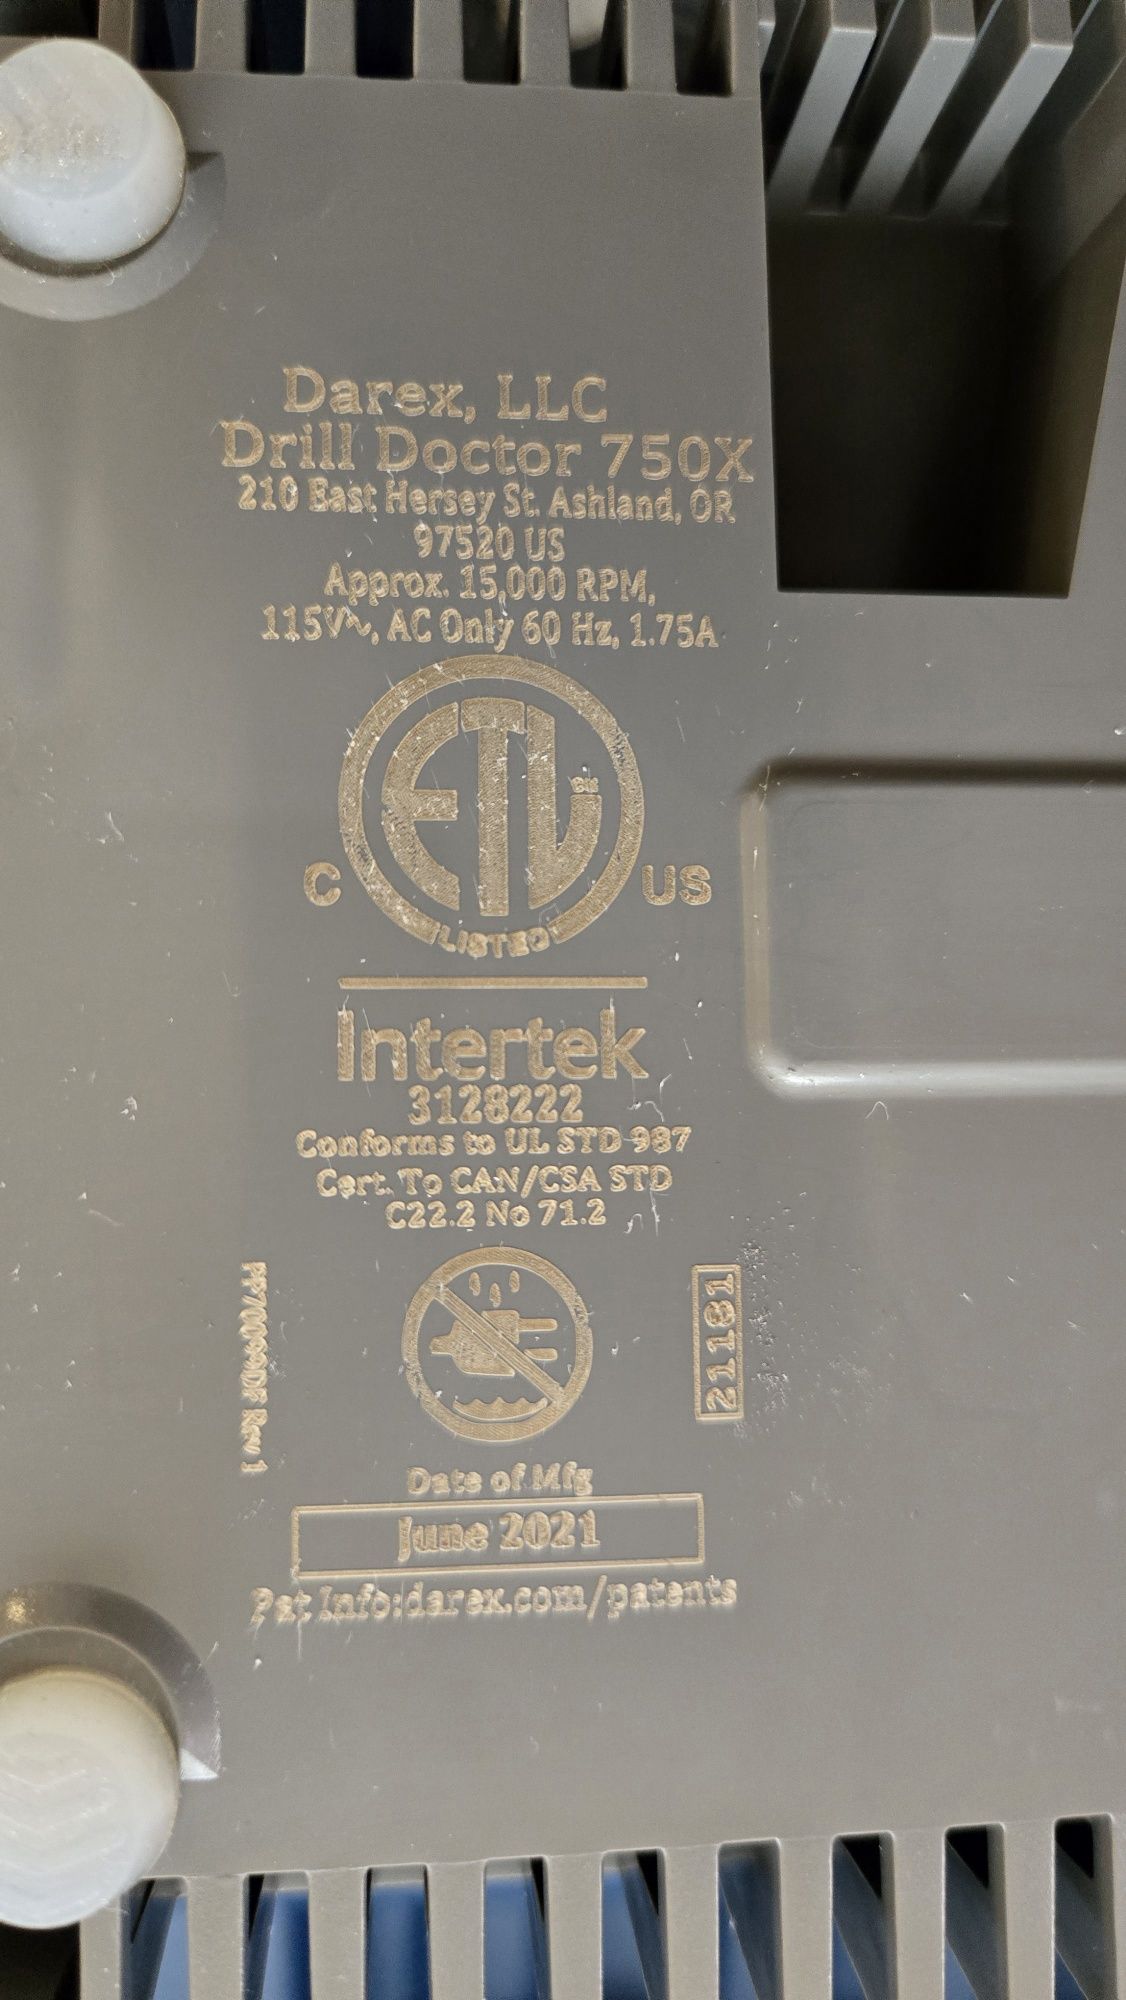 Darex, LLC
Drill Doctor 750X
210 East Hersey St. Ashland, OR
97520 US
Approx. 15,000 RPM,
115V~, AC Only 60 Hz, 1.75A
ETL
C
US
LISTED
Intertek
3128222
Conforms to UL STD 987
Cert. To CAN/CSA STD
C22.2 No 71.2
Rev 1
21181
Date of Mfg
June 2021
Pat Info:darex.com/patents